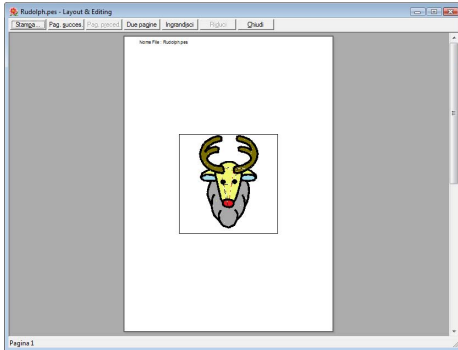 Rudolph.pes - Layout & Editing
Stampa... Pag. succes. Pag. preced. Due pagine Ingrandisci Riduci Chiudi
Nome File : Rudolph.pes
Pagina 1